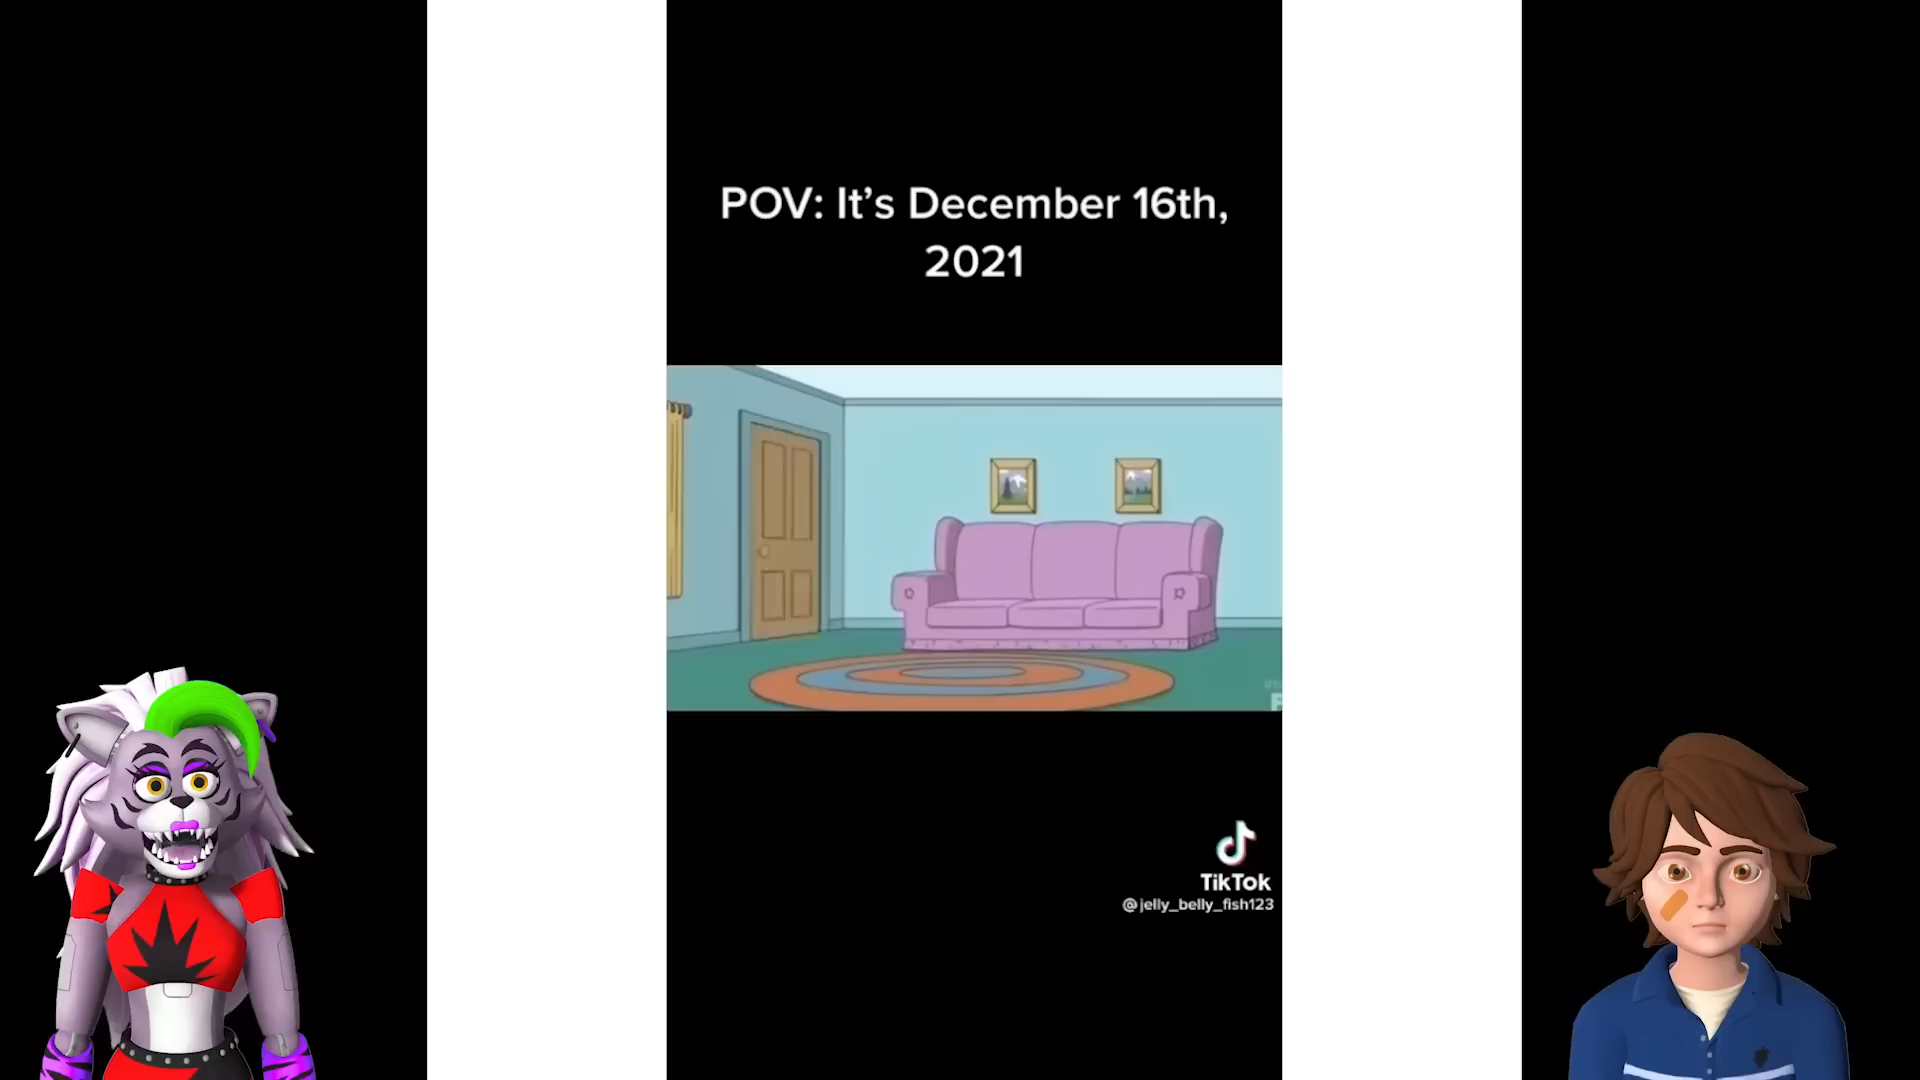 POV: It’s December 16th,
2021
TikTok
@jelly_belly_fish123